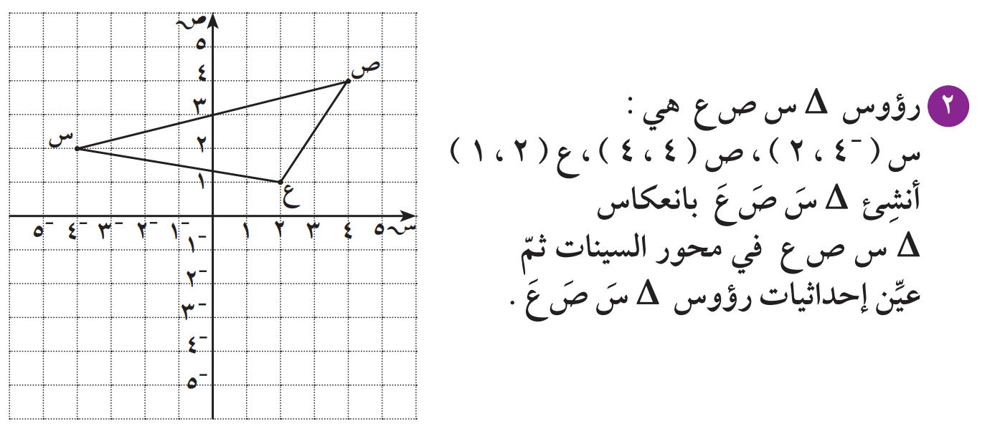 ٢ رؤوس Δ س ص ع هي :
س ( ⁻٤ ، ٢ ) ، ص ( ٤ ، ٤ ) ، ع ( ٢ ، ١ )
أنشِئ Δ سَ صَ عَ بانعكاس
Δ س ص ع في محور السينات ثمّ
عيِّن إحداثيات رؤوس Δ سَ صَ عَ .
ص
٥
٤
ص
٣
س
٢
١
ع
⁻٥ ⁻٤ ⁻٣ ⁻٢ ⁻١ ١ ٢ ٣ ٤ ٥ س
⁻١
⁻٢
⁻٣
⁻٤
⁻٥